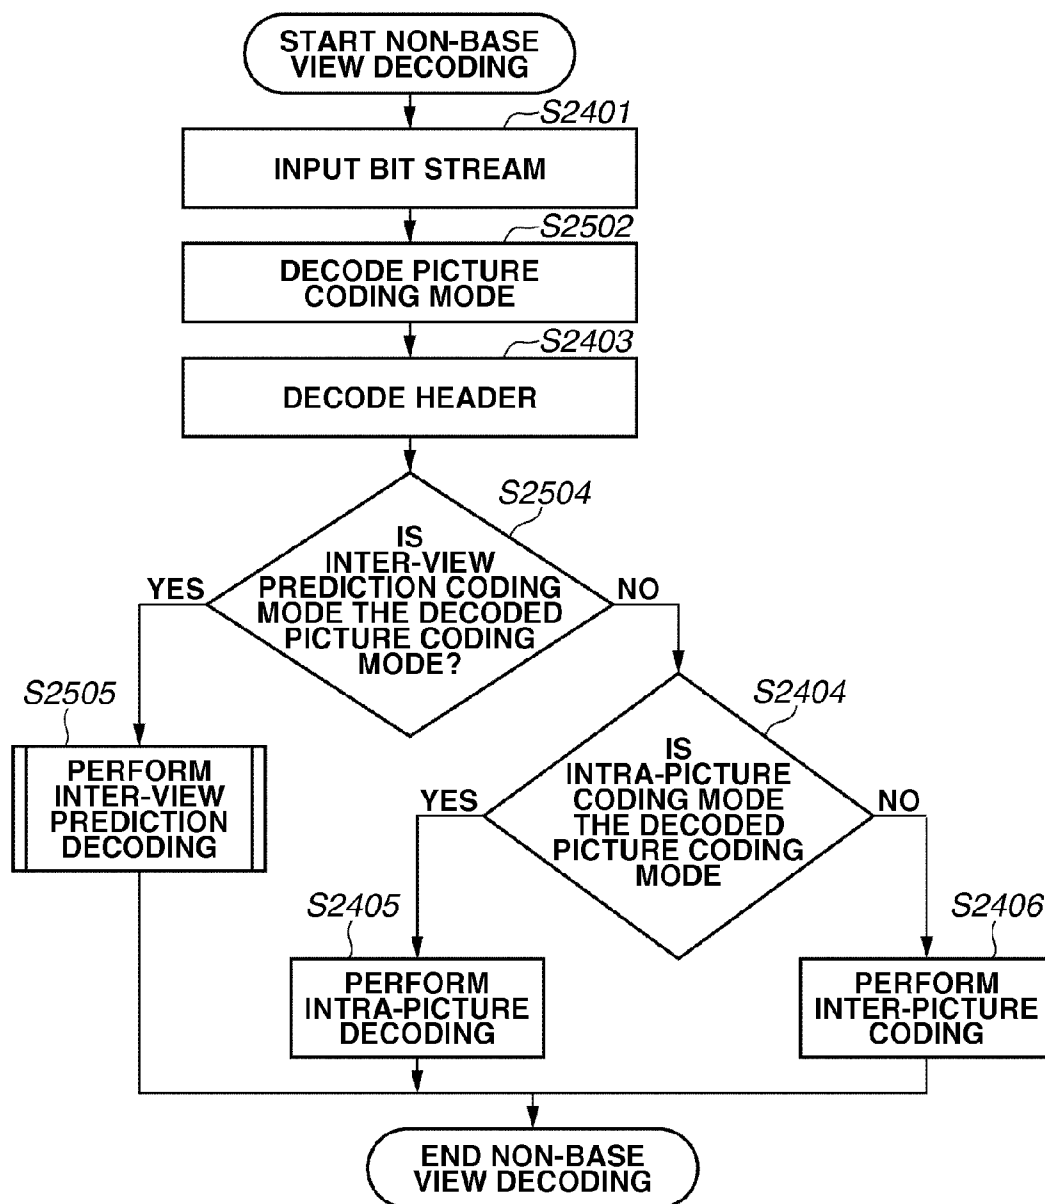 START NON-BASE
VIEW DECODING
S2401
INPUT BIT STREAM
S2502
DECODE PICTURE
CODING MODE
S2403
DECODE HEADER
S2504
IS
INTER-VIEW
PREDICTION CODING
MODE THE DECODED
PICTURE CODING
MODE?
YES
NO
S2505
PERFORM
INTER-VIEW
PREDICTION
DECODING
S2404
IS
INTRA-PICTURE
CODING MODE
THE DECODED
PICTURE CODING
MODE
YES
NO
S2405
PERFORM
INTRA-PICTURE
DECODING
S2406
PERFORM
INTER-PICTURE
CODING
END NON-BASE
VIEW DECODING